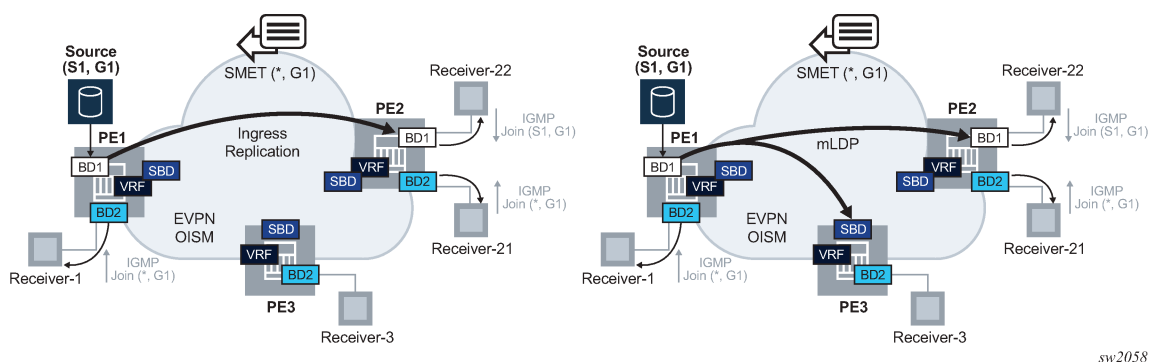 Source
(S1, G1)
SMET (*, G1)
Receiver-22
PE1
PE2
BD1
IGMP
Join (S1, G1)
Ingress
Replication
BD1
VRF
SBD
VRF
SBD
BD2
BD2
IGMP
Join (*, G1)
EVPN
OISM
SBD
Receiver-21
Receiver-1
IGMP
Join (*, G1)
VRF
BD2
PE3
Receiver-3
Source
(S1, G1)
SMET (*, G1)
Receiver-22
PE1
PE2
BD1
IGMP
Join (S1, G1)
mLDP
BD1
VRF
SBD
VRF
SBD
BD2
BD2
IGMP
Join (*, G1)
EVPN
OISM
SBD
Receiver-21
Receiver-1
IGMP
Join (*, G1)
VRF
BD2
PE3
Receiver-3
sw2058